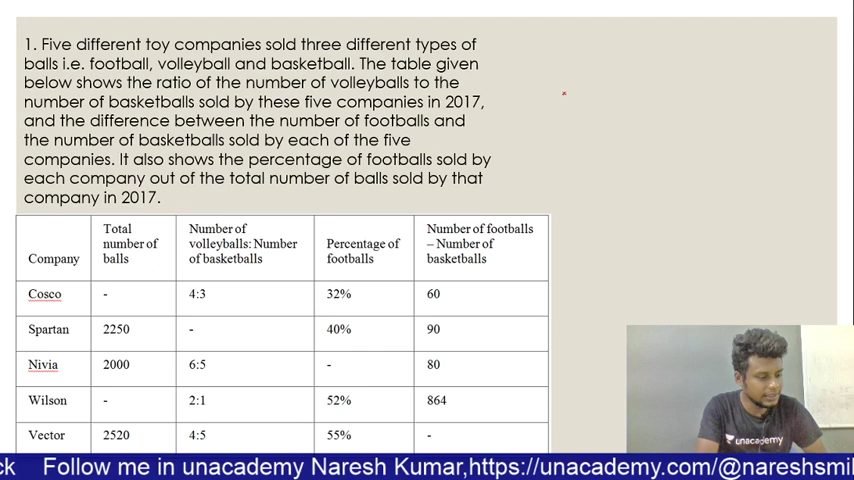 1. Five different toy companies sold three different types of
balls i.e. football, volleyball and basketball. The table given
below shows the ratio of the number of volleyballs to the
number of basketballs sold by these five companies in 2017,
and the difference between the number of footballs and
the number of basketballs sold by each of the five
companies. It also shows the percentage of footballs sold by
each company out of the total number of balls sold by that
company in 2017.
Company Total number of balls Number of volleyballs: Number of basketballs Percentage of footballs Number of footballs – Number of basketballs
Cosco - 4:3 32% 60
Spartan 2250 - 40% 90
Nivia 2000 6:5 - 80
Wilson - 2:1 52% 864
Vector 2520 4:5 55% -
unacademy
ck Follow me in unacademy Naresh Kumar,https://unacademy.com/@nareshsmil